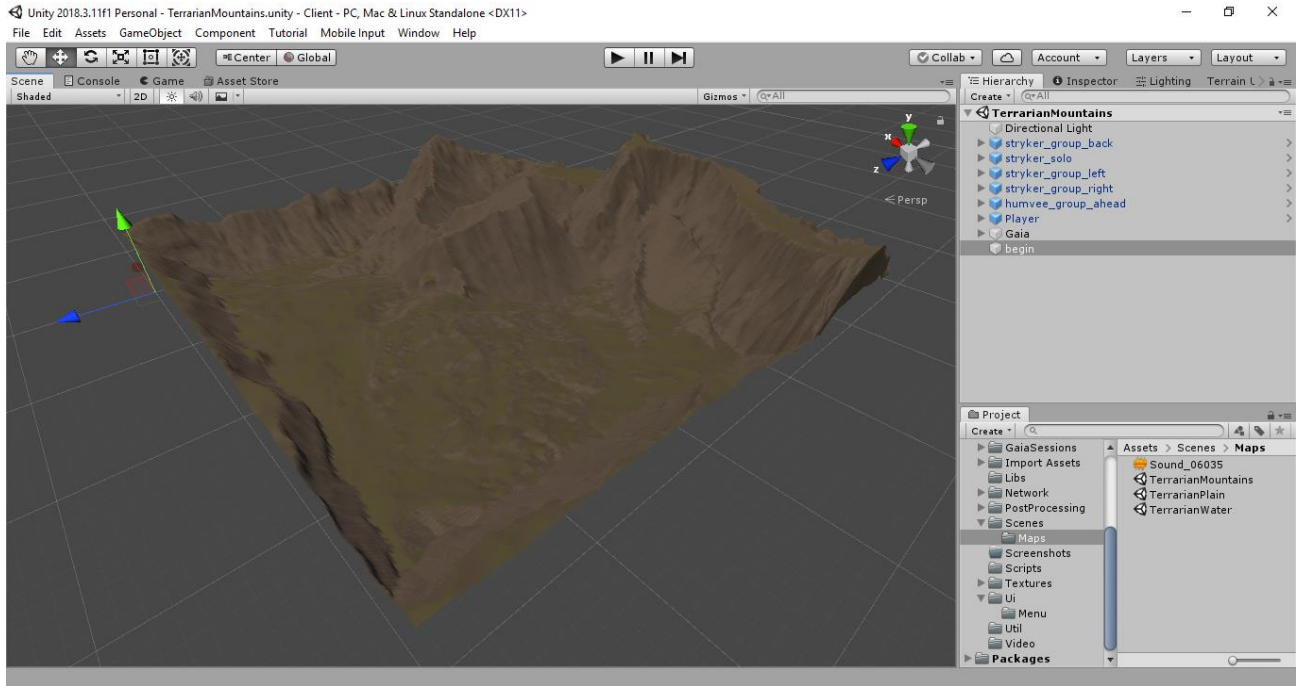 Unity 2018.3.11f1 Personal - TerrarianMountains.unity - Client - PC, Mac & Linux Standalone <DX11>
File Edit Assets GameObject Component Tutorial Mobile Input Window Help
Center Global Collab Account Layers Layout
Scene Console Game Asset Store
Shaded 2D Gizmos All
y
x
z
Persp
Hierarchy Inspector Lighting Terrain
Create All
TerrarianMountains
Directional Light
stryker_group_back
stryker_solo
stryker_group_left
stryker_group_right
humvee_group_ahead
Player
Gaia
begin
Project
Create
GaiaSessions
Import Assets
Libs
Network
PostProcessing
Scenes
Maps
Screenshots
Scripts
Textures
Ui
Menu
Util
Video
Packages
Assets > Scenes > Maps
Sound_06035
TerrarianMountains
TerrarianPlain
TerrarianWater